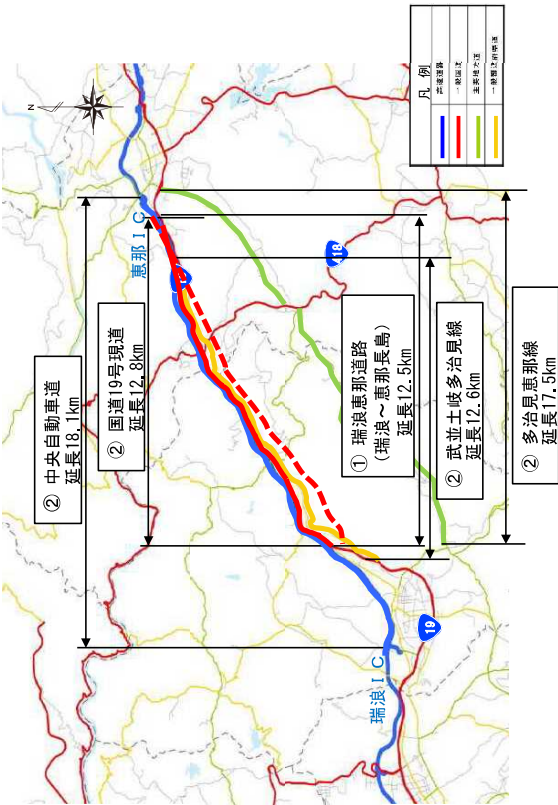 ② 中央自動車道
延長18.1km
② 国道19号現道
延長12.8km
恵那IC
① 瑞浪恵那道路
(瑞浪～恵那長島)
延長12.5km
② 武並土岐多治見線
延長12.6km
② 多治見恵那線
延長17.5km
瑞浪IC
19
418
N
凡 例
高速道路
一般国道
主要地方道
一般都道府県道